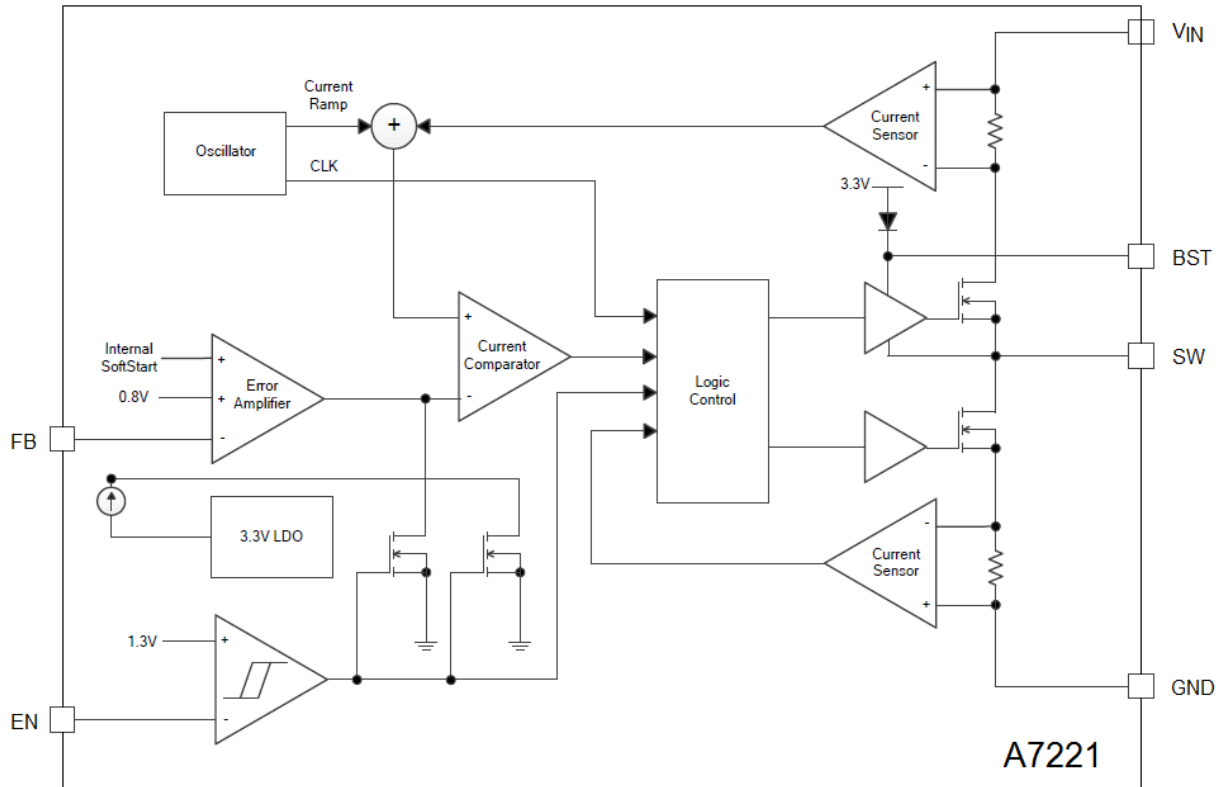 VIN
Current
Ramp
+
Oscillator
CLK
+
Current
Sensor
-
3.3V
BST
Internal
SoftStart
+
0.8V
+
Error
Amplifier
-
FB
+
Current
Comparator
-
Logic
Control
SW
3.3V LDO
-
Current
Sensor
+
1.3V
+
-
EN
GND
A7221